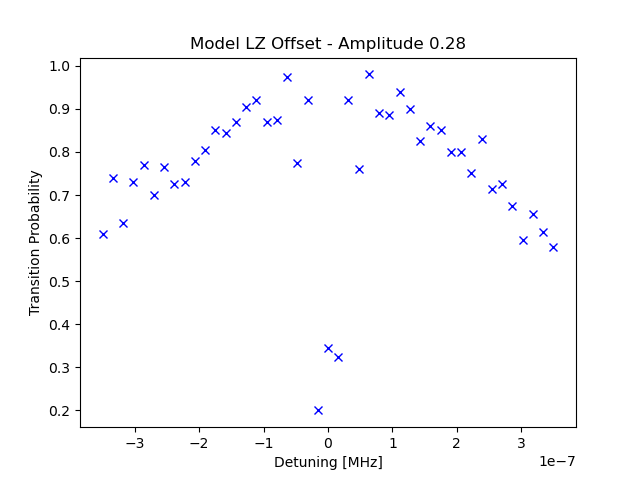 Model LZ Offset - Amplitude 0.28
1.0
0.9
0.8
0.7
0.6
0.5
0.4
0.3
0.2
Transition Probability
−3 −2 −1 0 1 2 3
1e−7
Detuning [MHz]